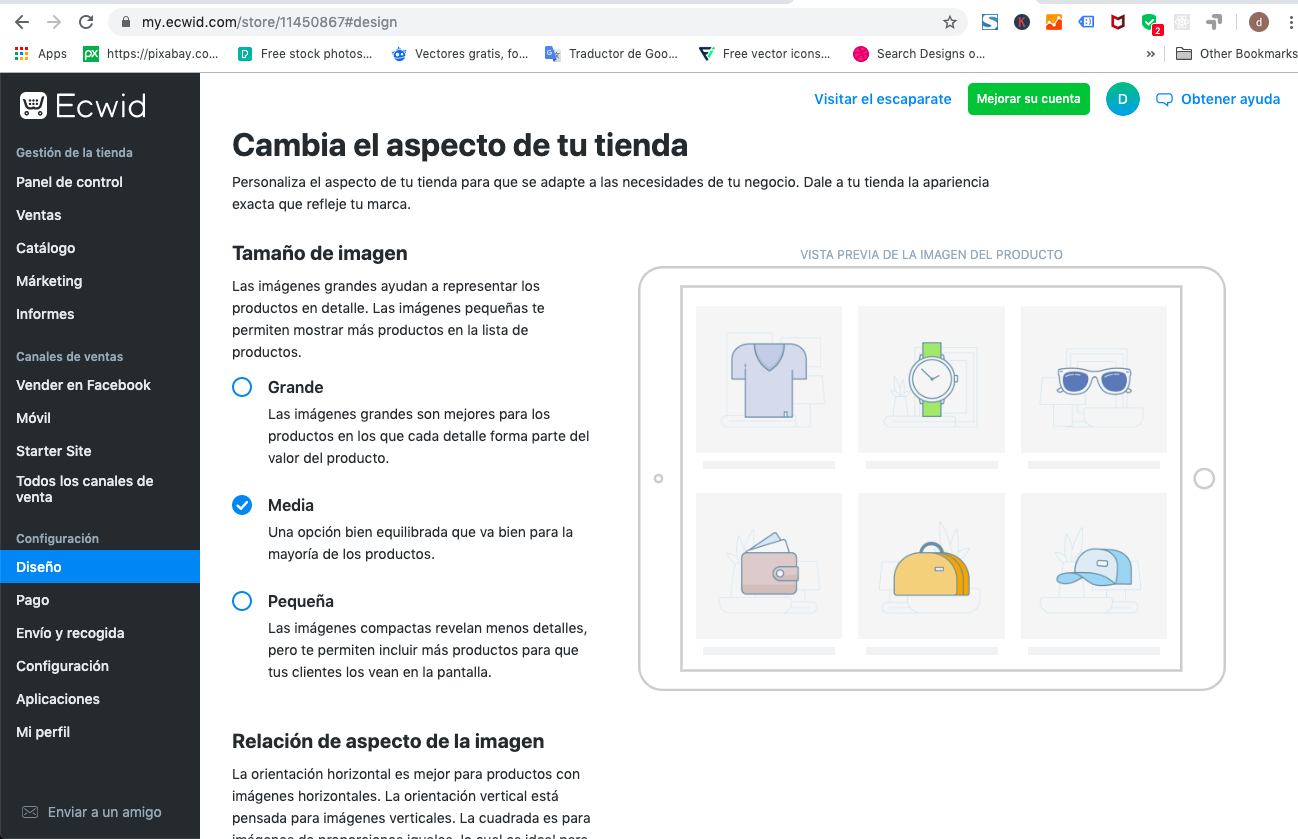 my.ecwid.com/store/11450867#design
2
d
Apps
px
https://pixabay.co...
Free stock photos...
Vectores gratis, fo...
Traductor de Goo...
Free vector icons...
Search Designs o...
»
Other Bookmarks
Ecwid
Visitar el escaparate
Mejorar su cuenta
D
Obtener ayuda
Gestión de la tienda
Panel de control
Ventas
Catálogo
Márketing
Informes
Canales de ventas
Vender en Facebook
Móvil
Starter Site
Todos los canales de
venta
Configuración
Diseño
Pago
Envío y recogida
Configuración
Aplicaciones
Mi perfil
Enviar a un amigo
Cambia el aspecto de tu tienda
Personaliza el aspecto de tu tienda para que se adapte a las necesidades de tu negocio. Dale a tu tienda la apariencia
exacta que refleje tu marca.
Tamaño de imagen
Las imágenes grandes ayudan a representar los
productos en detalle. Las imágenes pequeñas te
permiten mostrar más productos en la lista de
productos.
Grande
Las imágenes grandes son mejores para los
productos en los que cada detalle forma parte del
valor del producto.
Media
Una opción bien equilibrada que va bien para la
mayoría de los productos.
Pequeña
Las imágenes compactas revelan menos detalles,
pero te permiten incluir más productos para que
tus clientes los vean en la pantalla.
VISTA PREVIA DE LA IMAGEN DEL PRODUCTO
Relación de aspecto de la imagen
La orientación horizontal es mejor para productos con
imágenes horizontales. La orientación vertical está
pensada para imágenes verticales. La cuadrada es para